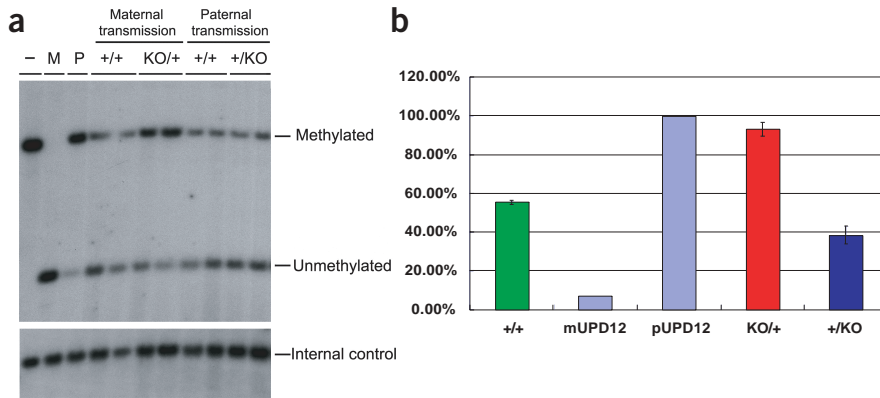 a
Maternal transmission
Paternal transmission
– M P +/+ KO/+ +/+ +/KO
Methylated
Unmethylated
Internal control
b
120.00%
100.00%
80.00%
60.00%
40.00%
20.00%
0.00%
+/+ mUPD12 pUPD12 KO/+ +/KO